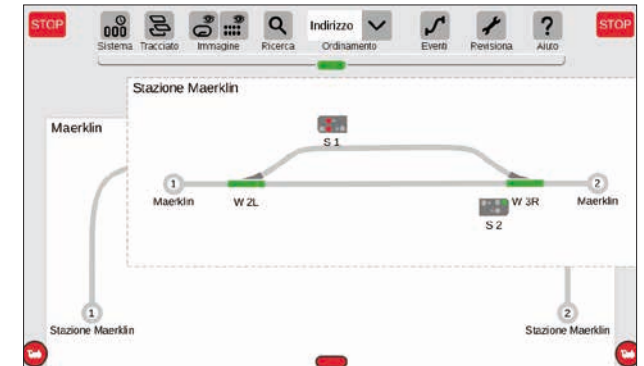 STOP
Sistema Tracciato Immagine Ricerca
Indirizzo
Ordinamento
Eventi Revisiona
?
Aiuto
STOP
Stazione Maerklin
Maerklin
S 1
1
Maerklin
W 2L
W 3R
2
Maerklin
S 2
1
Stazione Maerklin
2
Stazione Maerklin